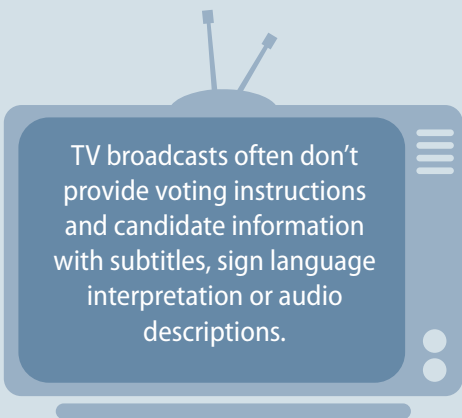 TV broadcasts often don’t
provide voting instructions
and candidate information
with subtitles, sign language
interpretation or audio
descriptions.